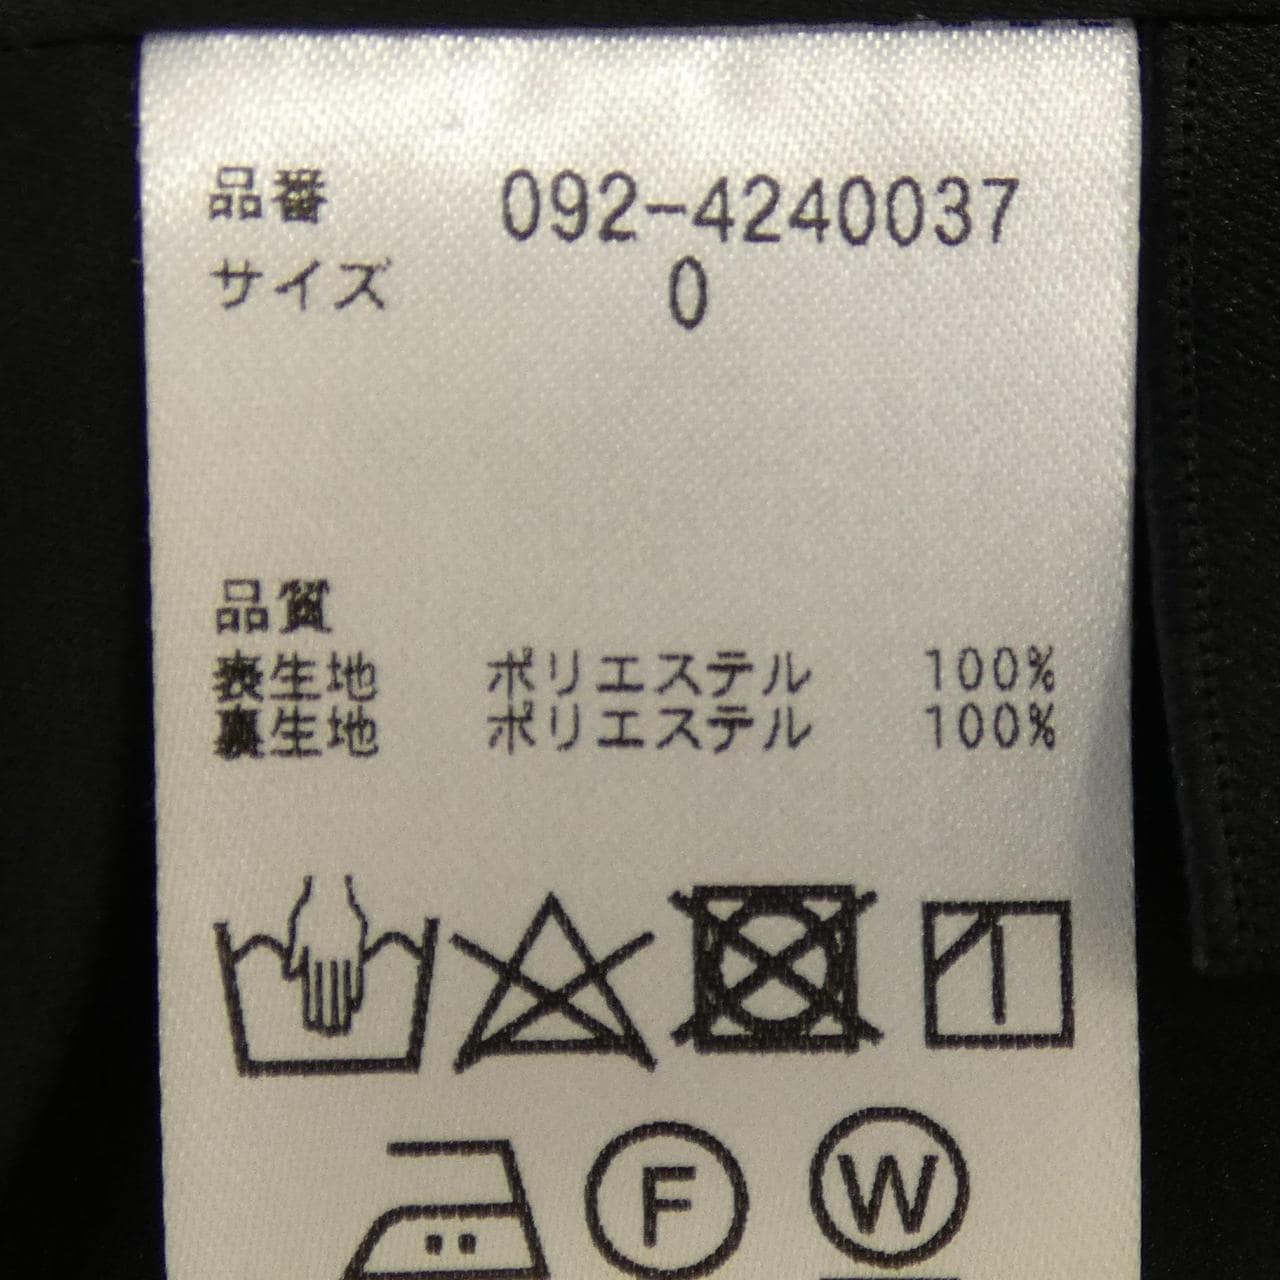 品番 092-4240037
サイズ 0
品質
表生地 ポリエステル 100%
裏生地 ポリエステル 100%
F W